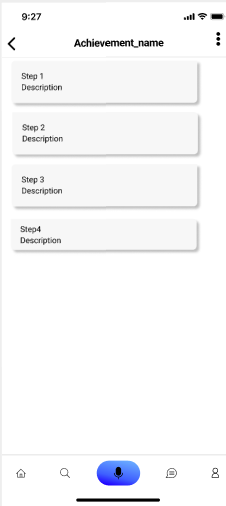 9:27
Achievement_name
Step 1
Description
Step 2
Description
Step 3
Description
Step4
Description